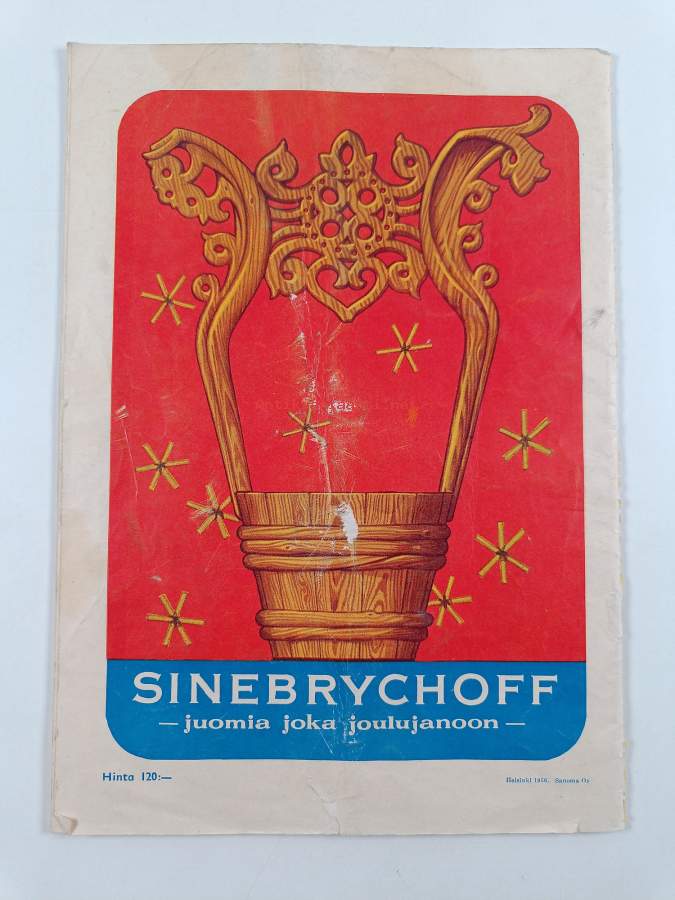 SINEBRYCHOFF
— juomia joka joulujanoon —
Hinta 120:—
Helsinki 1956. Sanoma Oy